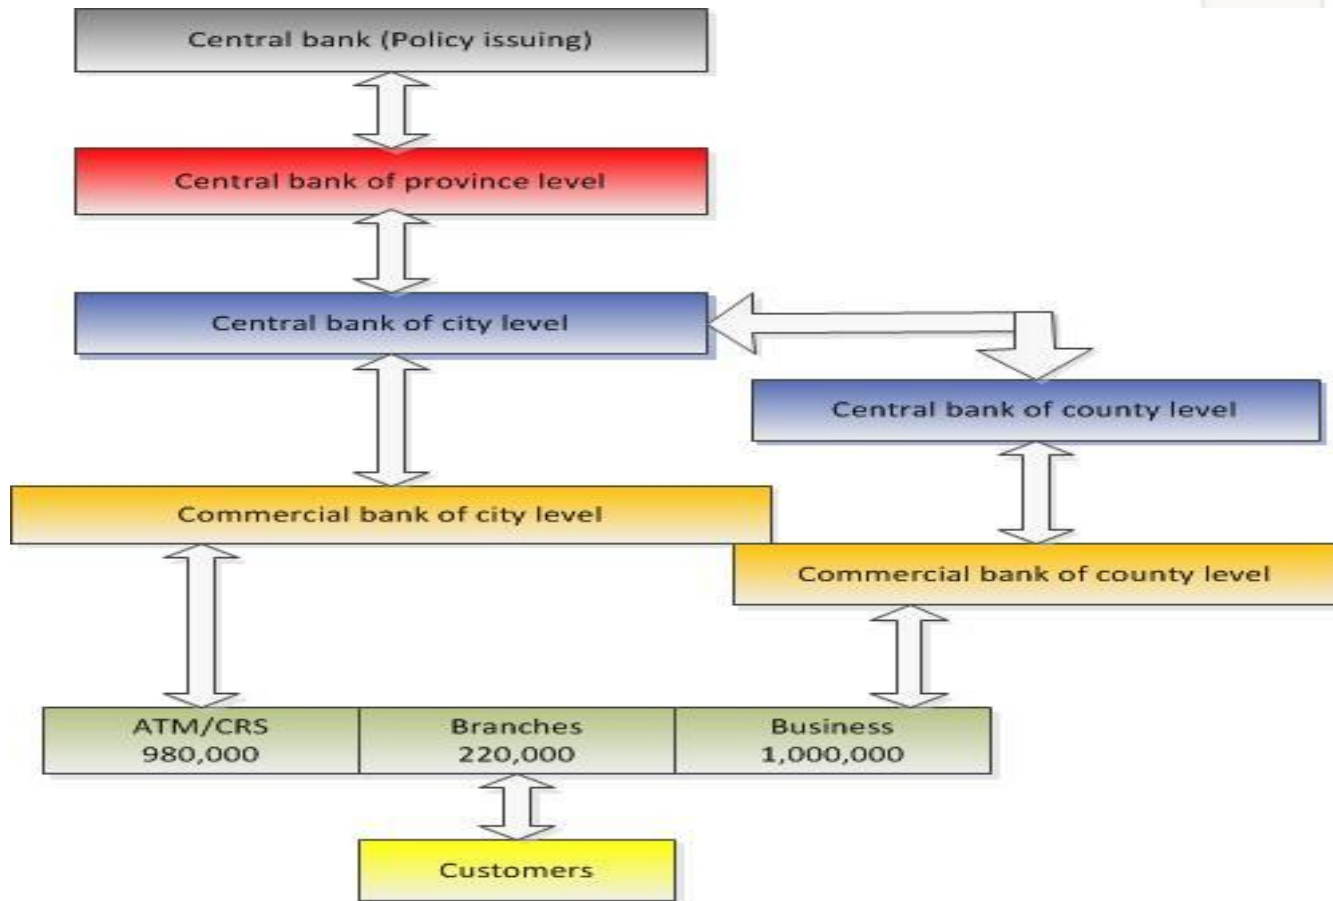 Central bank (Policy issuing)
Central bank of province level
Central bank of city level
Central bank of county level
Commercial bank of city level
Commercial bank of county level
ATM/CRS
980,000
Branches
220,000
Business
1,000,000
Customers